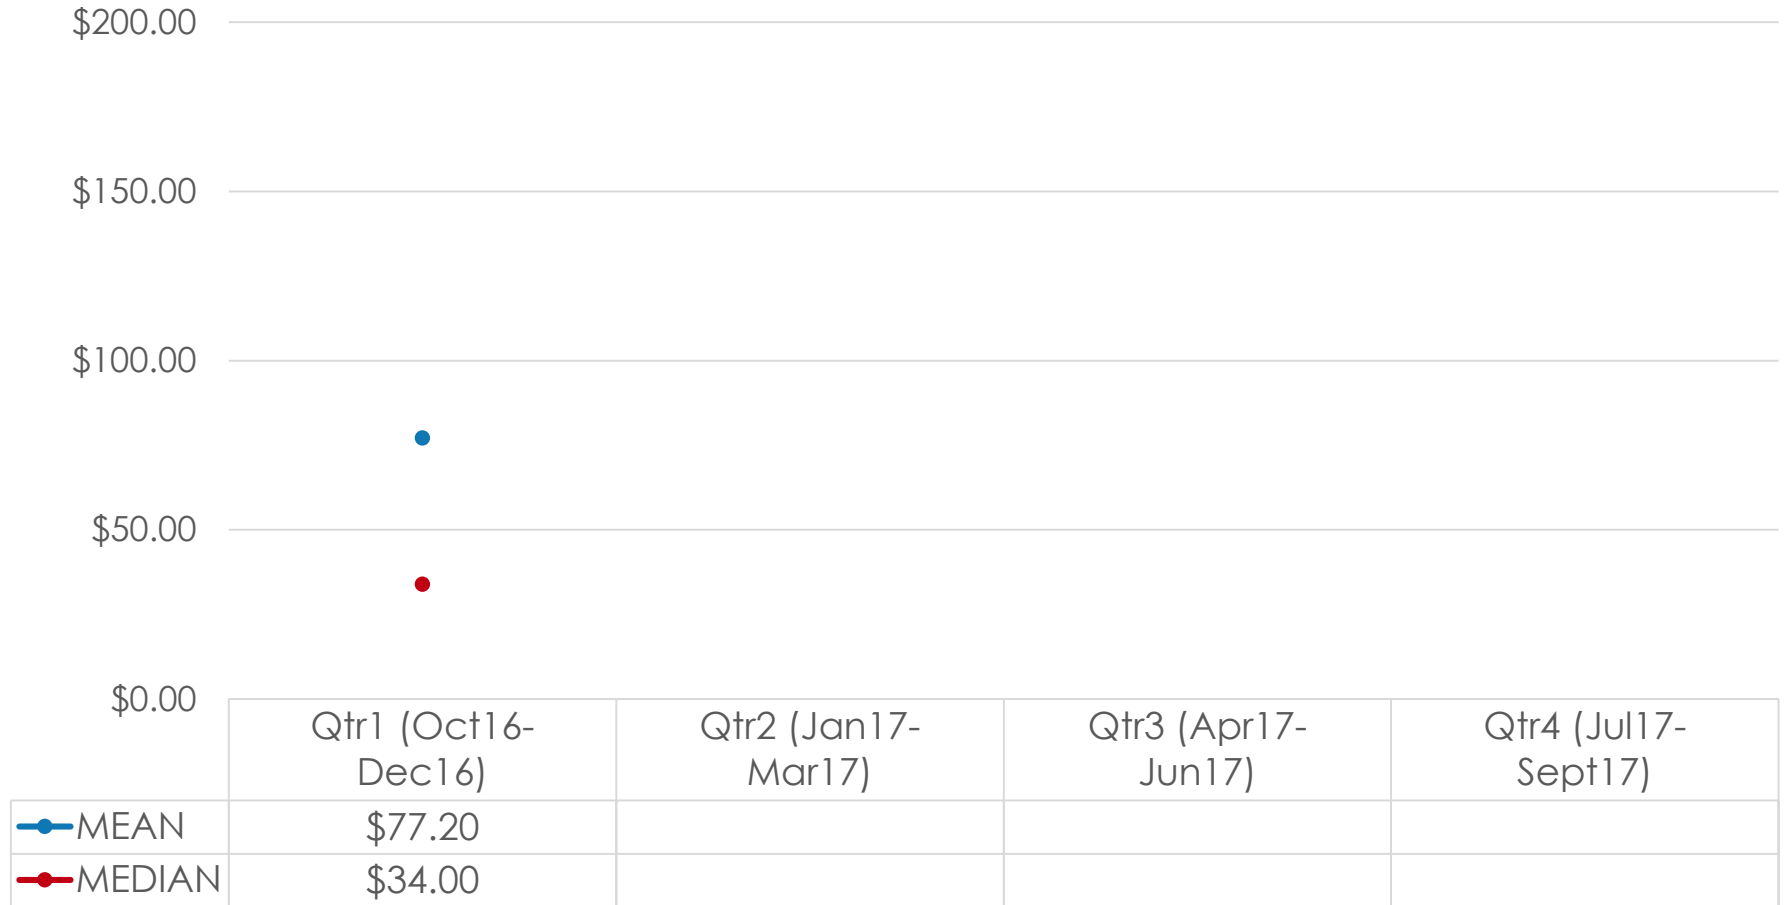 $200.00
$150.00
$100.00
$50.00
$0.00
Qtr1 (Oct16-
Dec16)
Qtr2 (Jan17-
Mar17)
Qtr3 (Apr17-
Jun17)
Qtr4 (Jul17-
Sept17)
MEAN $77.20
MEDIAN $34.00